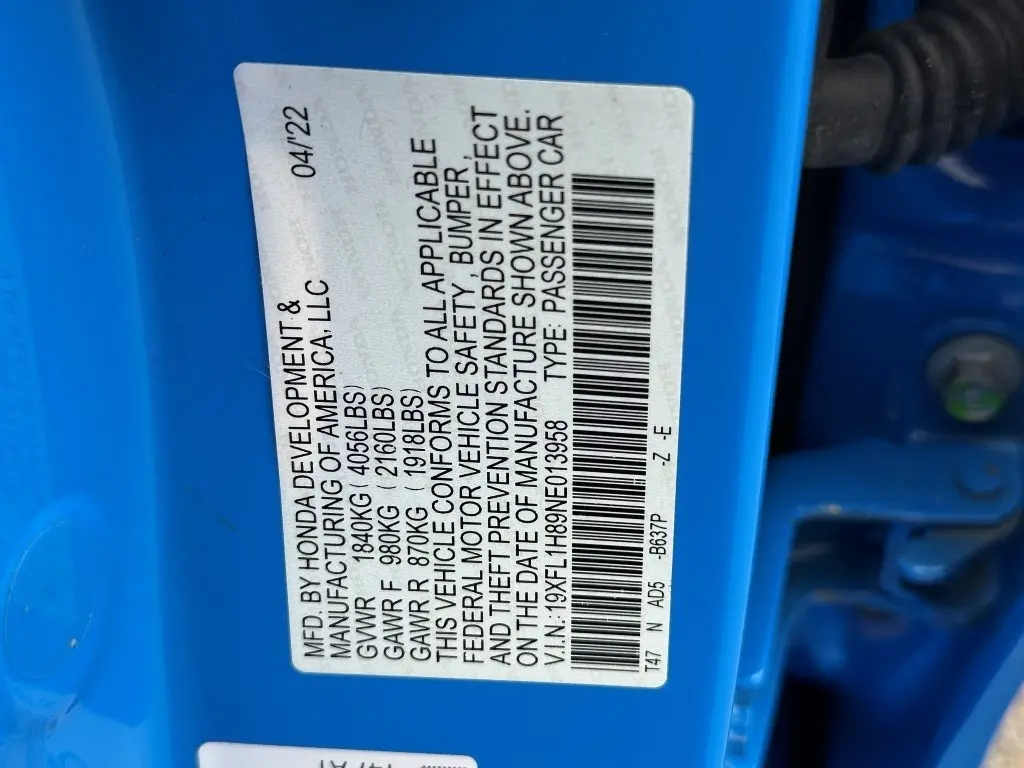 MFD. BY HONDA DEVELOPMENT &
MANUFACTURING OF AMERICA, LLC 04/'22
GVWR 1840KG ( 4056LBS)
GAWR F 980KG ( 2160LBS)
GAWR R 870KG ( 1918LBS)
THIS VEHICLE CONFORMS TO ALL APPLICABLE
FEDERAL MOTOR VEHICLE SAFETY, BUMPER,
AND THEFT PREVENTION STANDARDS IN EFFECT
ON THE DATE OF MANUFACTURE SHOWN ABOVE.
V.I.N.:19XFL1H89NE013958 TYPE: PASSENGER CAR
T47 N AD5 -B637P -Z -E